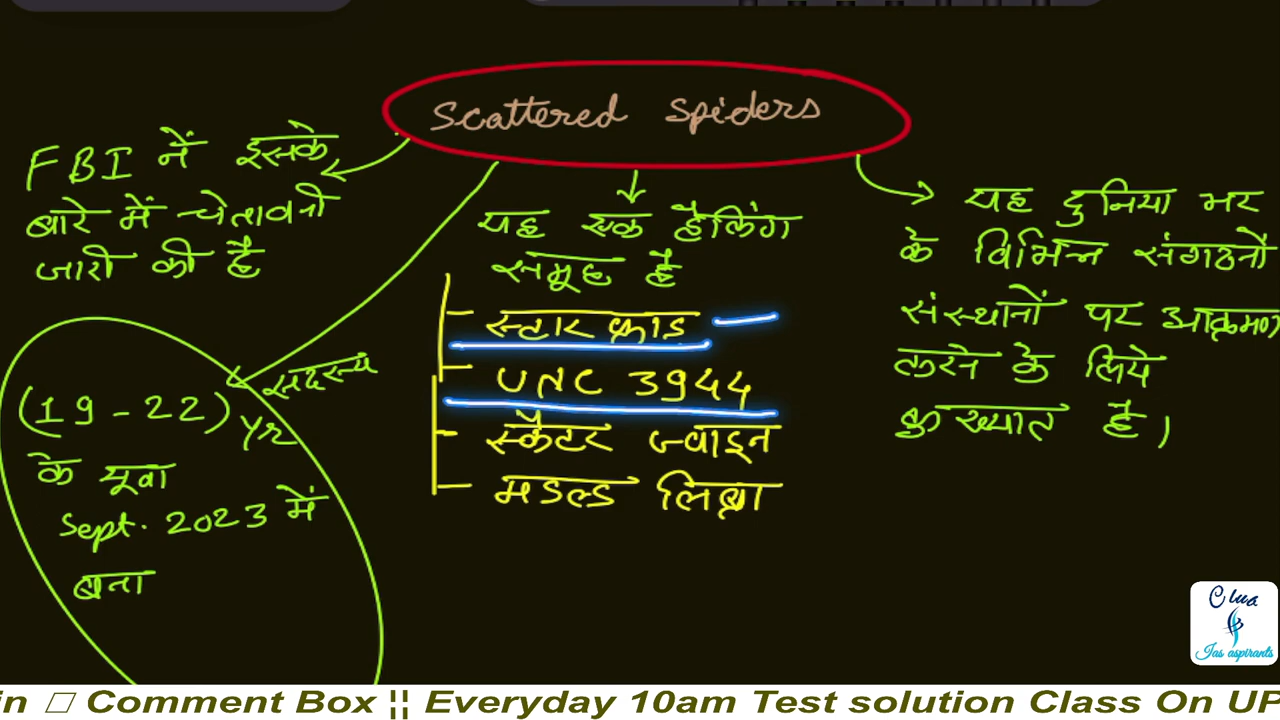 Scattered Spiders
FBI में इसके
बारे में चेतावनी
जारी की है
यह एक हैकिंग
समूह है
स्टार फ्राड
UNC 3944
स्कैटर स्वाइन
मडल्ड लिब्रा
यह दुनिया भर
के विभिन्न संगठनों
संस्थानों पर आक्रमण
करने के लिये
कुख्यात है।
सदस्य
(19-22) yr
के यूवा
Sept. 2023 में
बना
Clue
Ias aspirants
in □ Comment Box ¦¦ Everyday 10am Test solution Class On UP